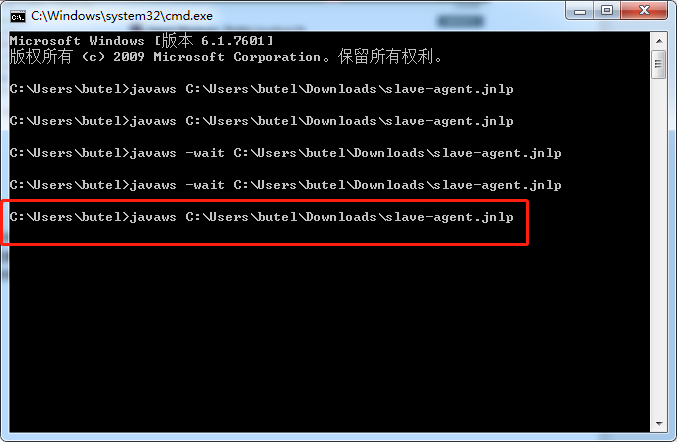 C:\Windows\system32\cmd.exe
Microsoft Windows [版本 6.1.7601]
版权所有 (c) 2009 Microsoft Corporation。保留所有权利。
C:\Users\butel>javaws C:\Users\butel\Downloads\slave-agent.jnlp
C:\Users\butel>javaws C:\Users\butel\Downloads\slave-agent.jnlp
C:\Users\butel>javaws -wait C:\Users\butel\Downloads\slave-agent.jnlp
C:\Users\butel>javaws -wait C:\Users\butel\Downloads\slave-agent.jnlp
C:\Users\butel>javaws C:\Users\butel\Downloads\slave-agent.jnlp